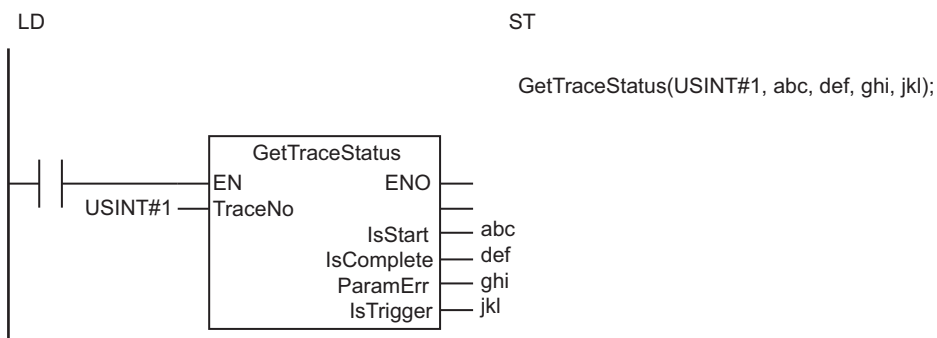 LD
ST
GetTraceStatus(USINT#1, abc, def, ghi, jkl);
GetTraceStatus
EN ENO
USINT#1 TraceNo
IsStart abc
IsComplete def
ParamErr ghi
IsTrigger jkl